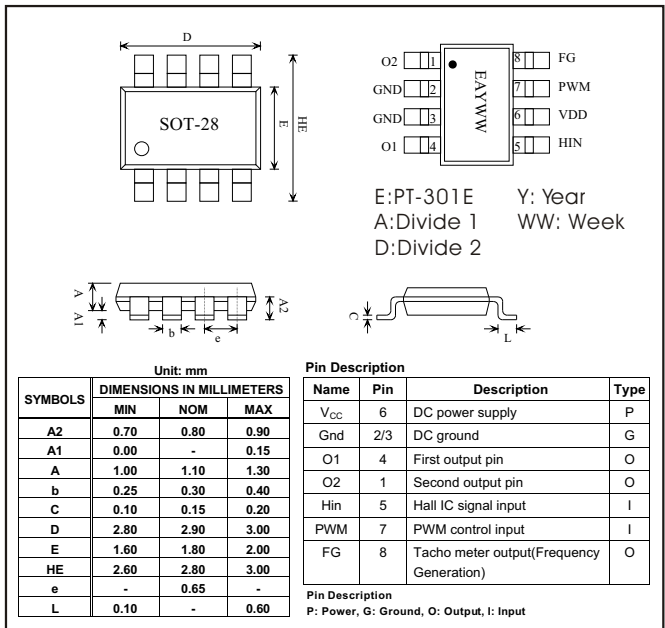 D
SOT-28
E
HE
O2 1 8 FG
GND 2 7 PWM
GND 3 6 VDD
O1 4 5 HIN
EAYWW
E:PT-301E Y: Year
A:Divide 1 WW: Week
D:Divide 2
A
A1
b
e
A2
C
L
Unit: mm
SYMBOLS DIMENSIONS IN MILLIMETERS
MIN NOM MAX
A2 0.70 0.80 0.90
A1 0.00 - 0.15
A 1.00 1.10 1.30
b 0.25 0.30 0.40
C 0.10 0.15 0.20
D 2.80 2.90 3.00
E 1.60 1.80 2.00
HE 2.60 2.80 3.00
e - 0.65 -
L 0.10 - 0.60
Pin Description
Name Pin Description Type
VCC 6 DC power supply P
Gnd 2/3 DC ground G
O1 4 First output pin O
O2 1 Second output pin O
Hin 5 Hall IC signal input I
PWM 7 PWM control input I
FG 8 Tacho meter output(Frequency O
Generation)
Pin Description
P: Power, G: Ground, O: Output, I: Input